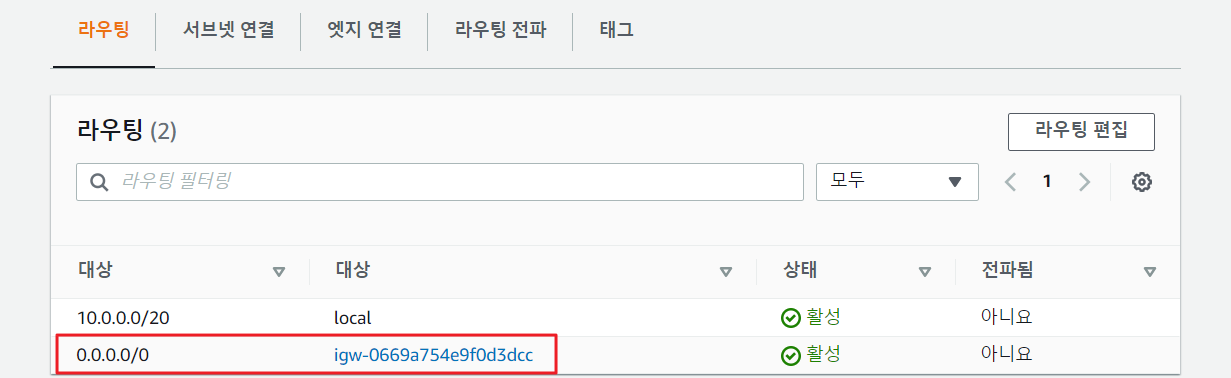 라우팅 서브넷 연결 엣지 연결 라우팅 전파 태그
라우팅 (2) 라우팅 편집
라우팅 필터링 모두 1
대상 대상 상태 전파됨
10.0.0.0/20 local 활성 아니요
0.0.0.0/0 igw-0669a754e9f0d3dcc 활성 아니요